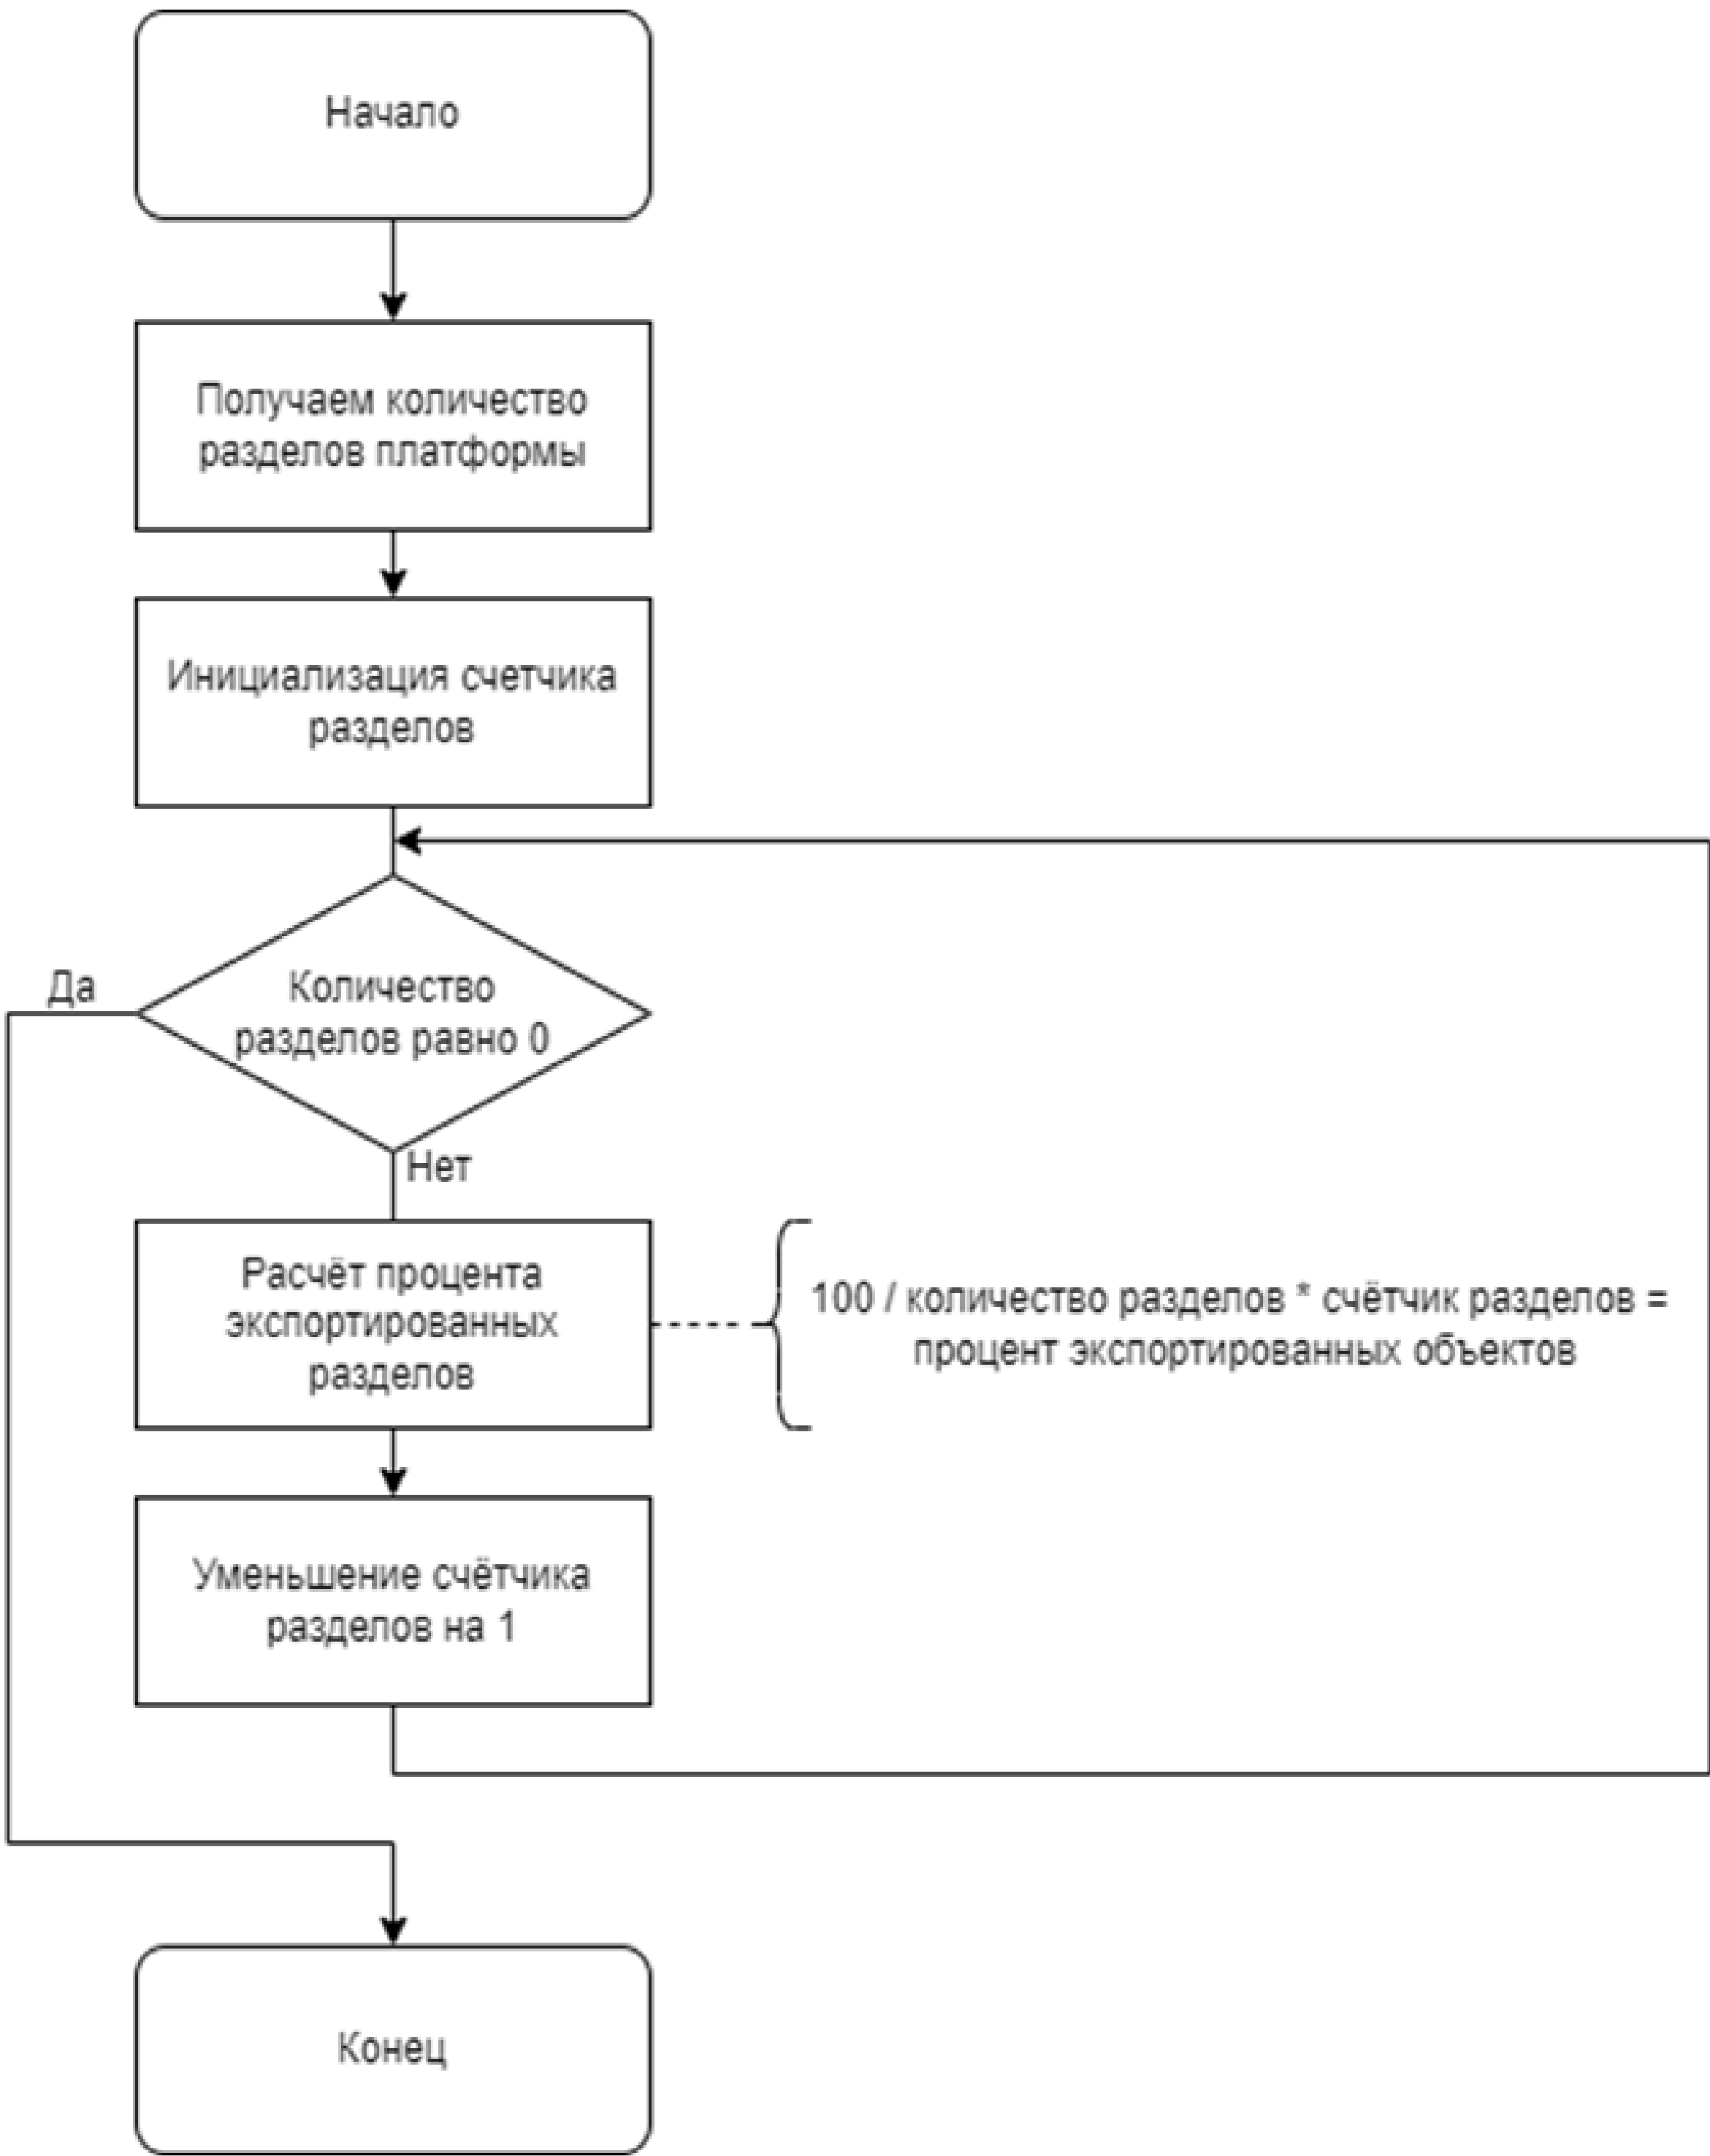 Начало
Получаем количество
разделов платформы
Инициализация счетчика
разделов
Да
Количество
разделов равно 0
Нет
Расчёт процента
экспортированных
разделов
100 / количество разделов * счётчик разделов =
процент экспортированных объектов
Уменьшение счётчика
разделов на 1
Конец